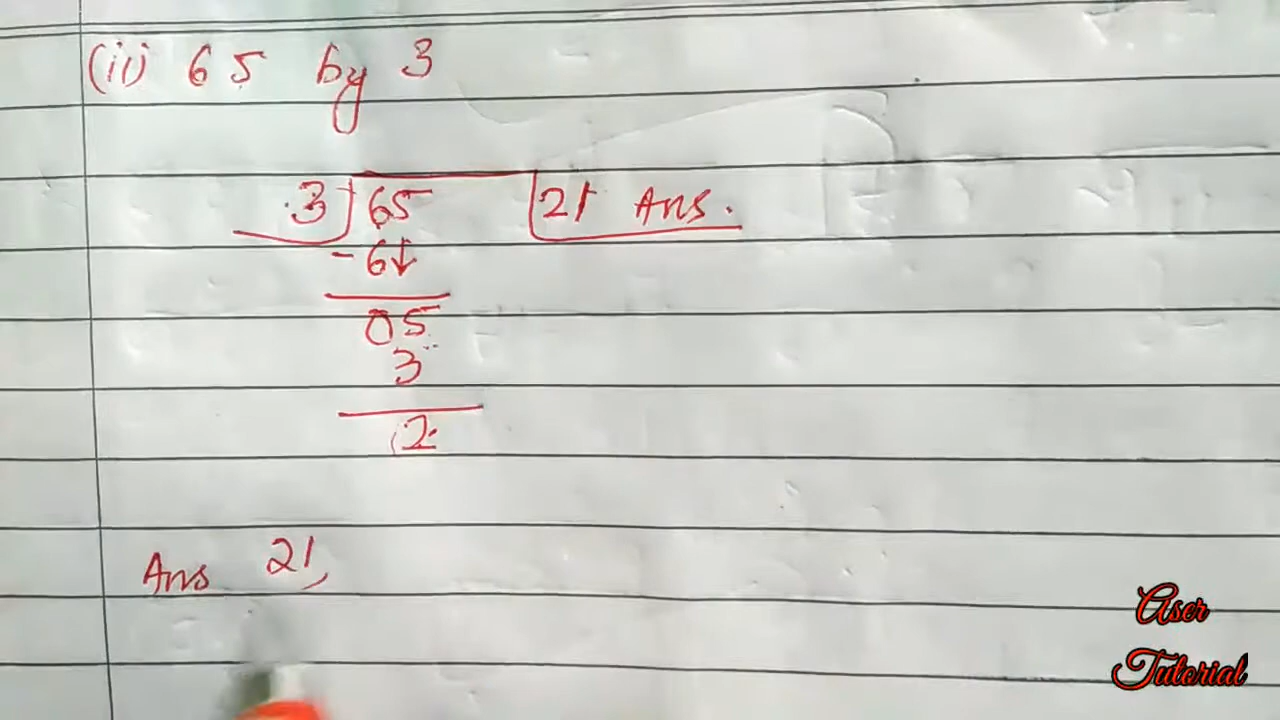 (ii) 65 by 3
3) 65 21 Ans.
- 6↓
05
3
2
Ans 21,
Aser
Tutorial